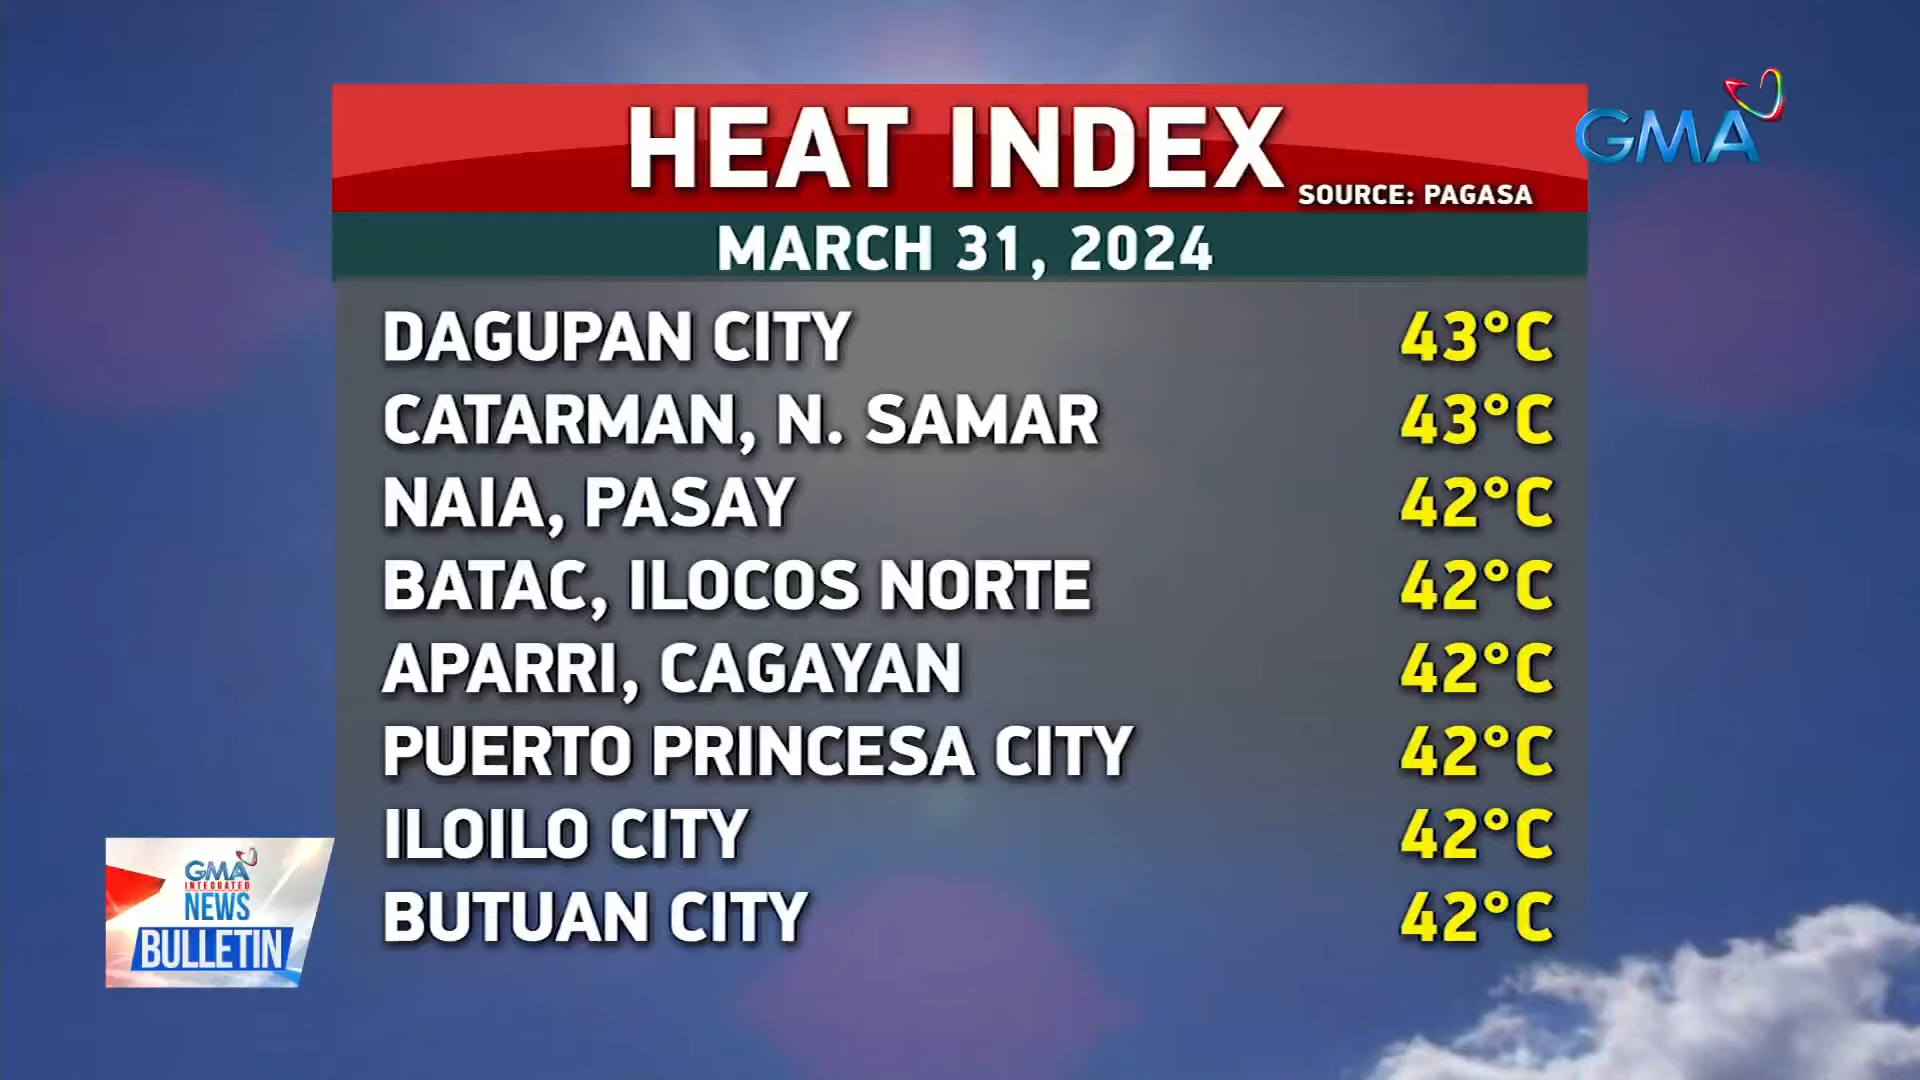 HEAT INDEX
SOURCE: PAGASA
GMA
MARCH 31, 2024
DAGUPAN CITY 43°C
CATARMAN, N. SAMAR 43°C
NAIA, PASAY 42°C
BATAC, ILOCOS NORTE 42°C
APARRI, CAGAYAN 42°C
PUERTO PRINCESA CITY 42°C
ILOILO CITY 42°C
BUTUAN CITY 42°C
GMA
INTEGRATED
NEWS
BULLETIN